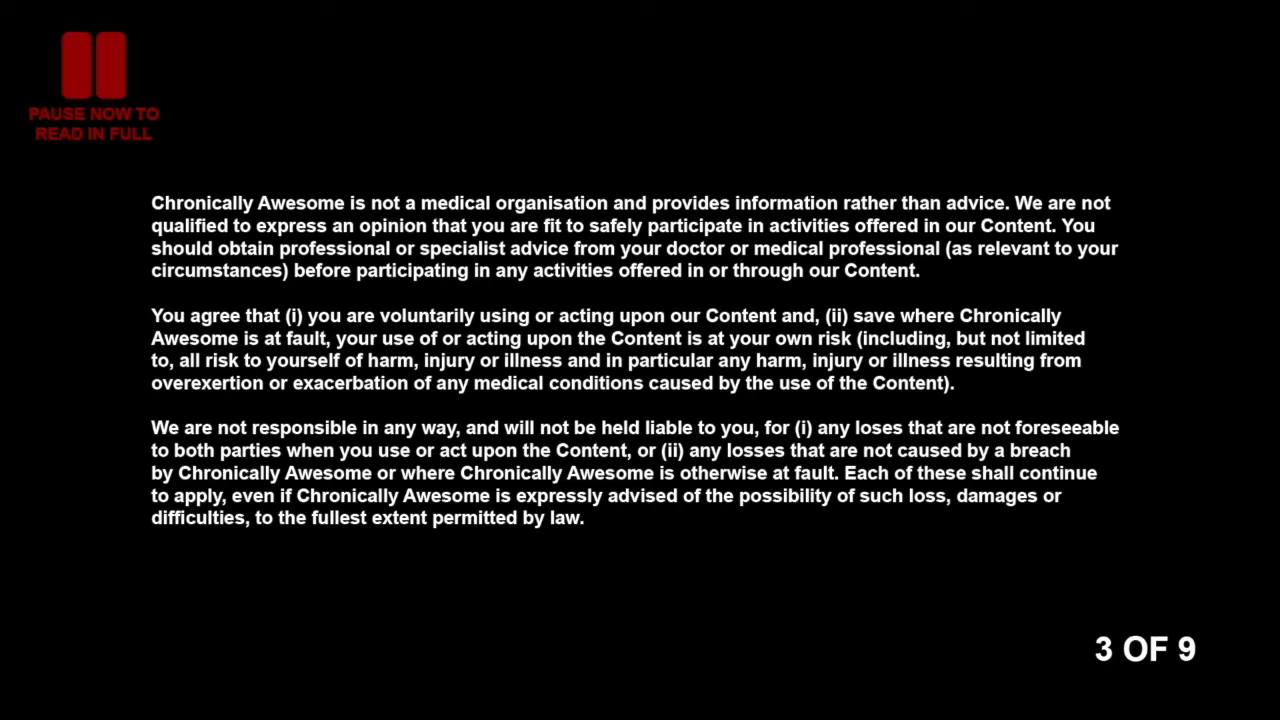 PAUSE NOW TO
READ IN FULL
Chronically Awesome is not a medical organisation and provides information rather than advice. We are not
qualified to express an opinion that you are fit to safely participate in activities offered in our Content. You
should obtain professional or specialist advice from your doctor or medical professional (as relevant to your
circumstances) before participating in any activities offered in or through our Content.
You agree that (i) you are voluntarily using or acting upon our Content and, (ii) save where Chronically
Awesome is at fault, your use of or acting upon the Content is at your own risk (including, but not limited
to, all risk to yourself of harm, injury or illness and in particular any harm, injury or illness resulting from
overexertion or exacerbation of any medical conditions caused by the use of the Content).
We are not responsible in any way, and will not be held liable to you, for (i) any loses that are not foreseeable
to both parties when you use or act upon the Content, or (ii) any losses that are not caused by a breach
by Chronically Awesome or where Chronically Awesome is otherwise at fault. Each of these shall continue
to apply, even if Chronically Awesome is expressly advised of the possibility of such loss, damages or
difficulties, to the fullest extent permitted by law.
3 OF 9